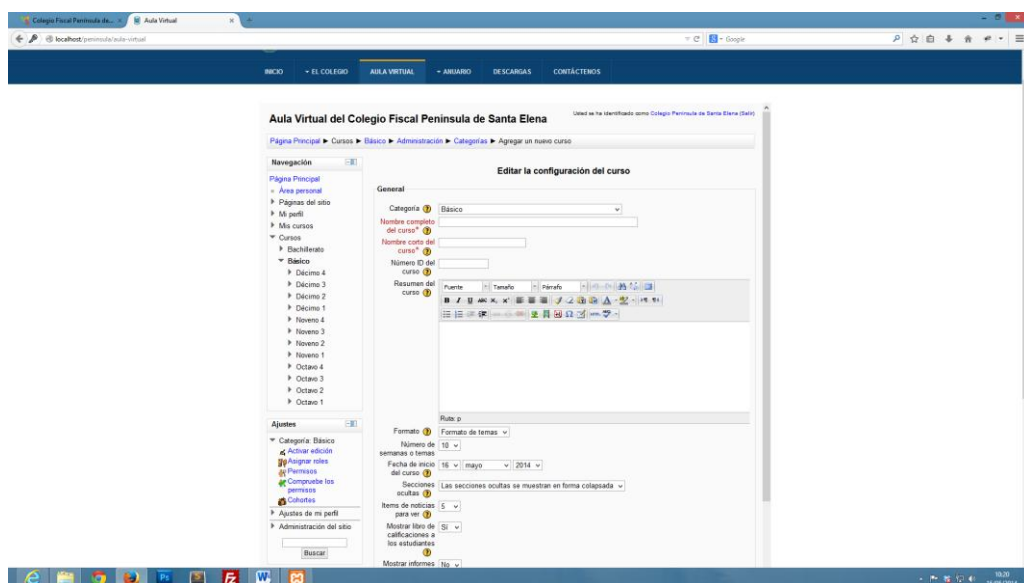 Colegio Fiscal Península de...
Aula Virtual
localhost/peninsula/aula-virtual
Google
INICIO
EL COLEGIO
AULA VIRTUAL
ANUARIO
DESCARGAS
CONTÁCTENOS
Aula Virtual del Colegio Fiscal Península de Santa Elena
Usted se ha identificado como Colegio Península de Santa Elena (Salir)
Página Principal ► Cursos ► Básico ► Administración ► Categorías ► Agregar un nuevo curso
Navegación
Página Principal
Área personal
Páginas del sitio
Mi perfil
Mis cursos
Cursos
Bachillerato
Básico
Décimo 4
Décimo 3
Décimo 2
Décimo 1
Noveno 4
Noveno 3
Noveno 2
Noveno 1
Octavo 4
Octavo 3
Octavo 2
Octavo 1
Ajustes
Categoría: Básico
Activar edición
Asignar roles
Permisos
Compruebe los
permisos
Cohortes
Ajustes de mi perfil
Administración del sitio
Buscar
Editar la configuración del curso
General
Categoría Básico
Nombre completo
del curso*
Nombre corto del
curso*
Número ID del
curso
Resumen del
curso
Fuente Tamaño Párrafo
Ruta: p
Formato Formato de temas
Número de
semanas o temas 10
Fecha de inicio
del curso 16 mayo 2014
Secciones
ocultas Las secciones ocultas se muestran en forma colapsada
Items de noticias
para ver 5
Mostrar libro de
calificaciones a
los estudiantes Sí
Mostrar informes No
10:20